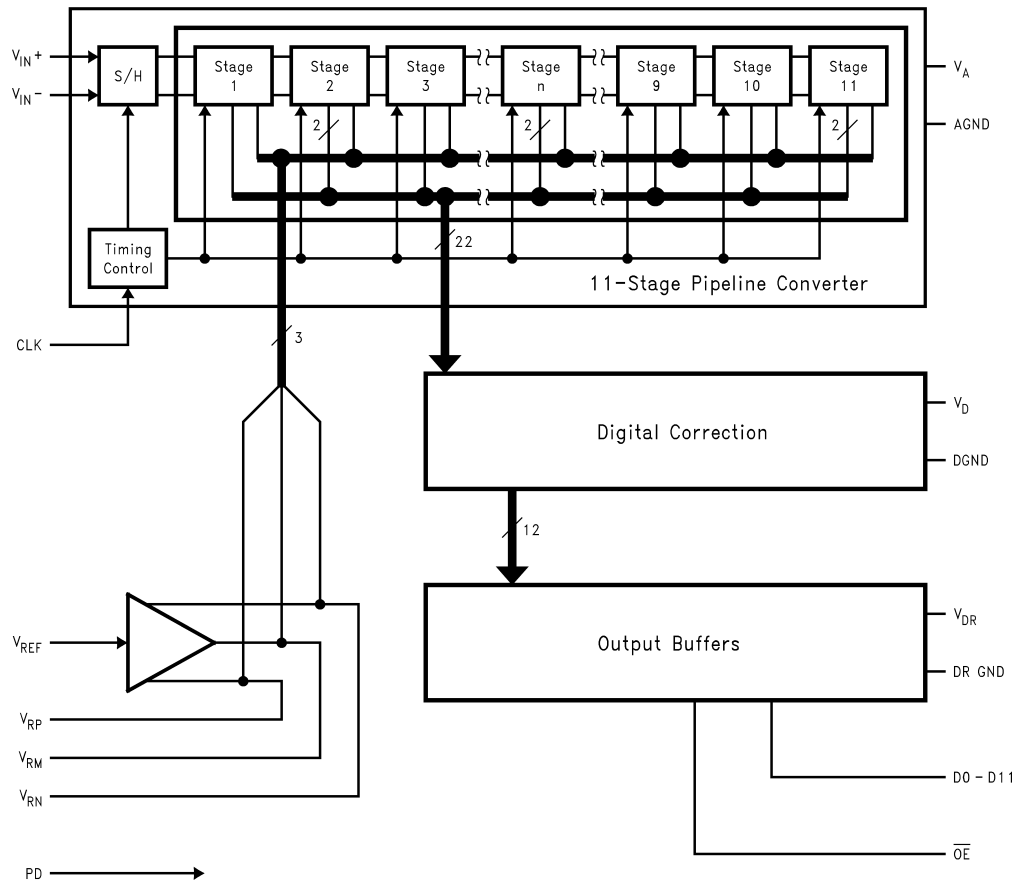 V_IN+
V_IN−
S/H
Stage
1
Stage
2
Stage
3
Stage
n
Stage
9
Stage
10
Stage
11
V_A
AGND
2
2
2
22
Timing
Control
11-Stage Pipeline Converter
CLK
3
Digital Correction
V_D
DGND
12
Output Buffers
V_DR
DR GND
V_REF
V_RP
V_RM
V_RN
D0 – D11
O̅E̅
PD